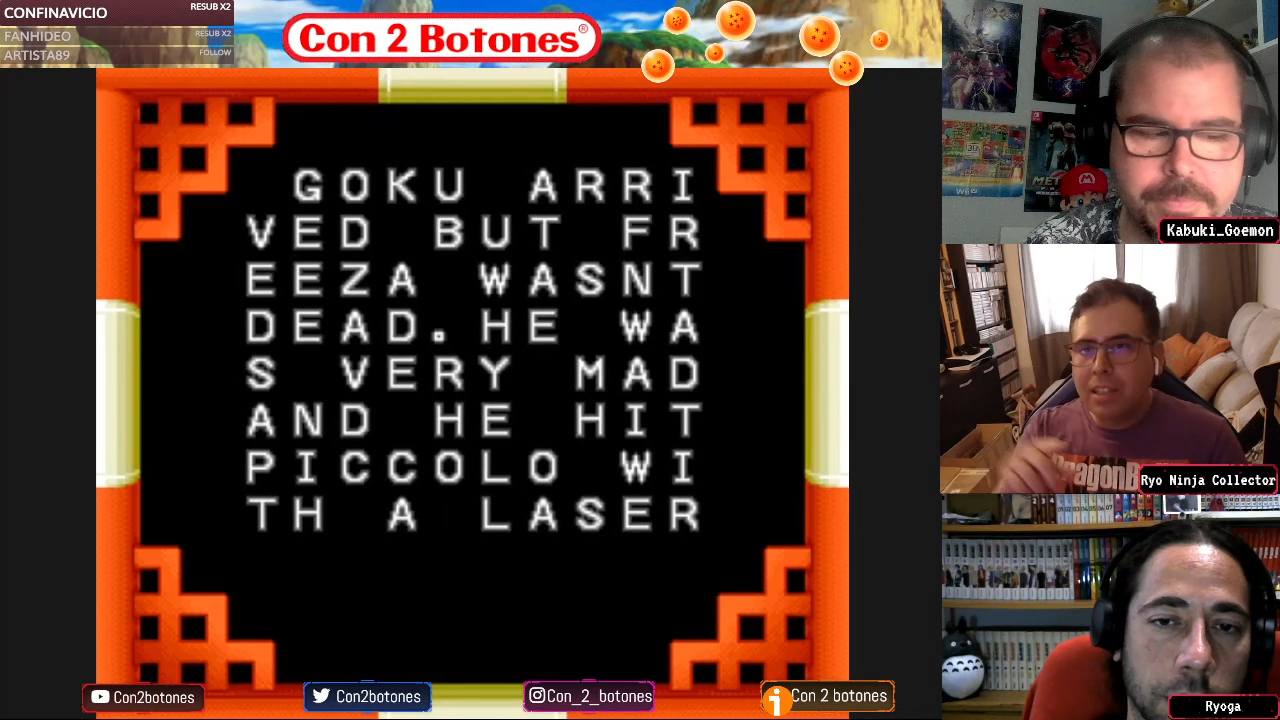 CONFINAVICIO RESUB X2
FANHIDEO RESUB X2
ARTISTA89 FOLLOW
Con 2 Botones®
GOKU ARRI
VED BUT FR
EEZA WASNT
DEAD. HE WA
S VERY MAD
AND HE HIT
PICCOLO WI
TH A LASER
Kabuki_Goemon
Ryo Ninja Collector
Ryoga
Con2botones
Con2botones
Con_2_botones
Con 2 botones